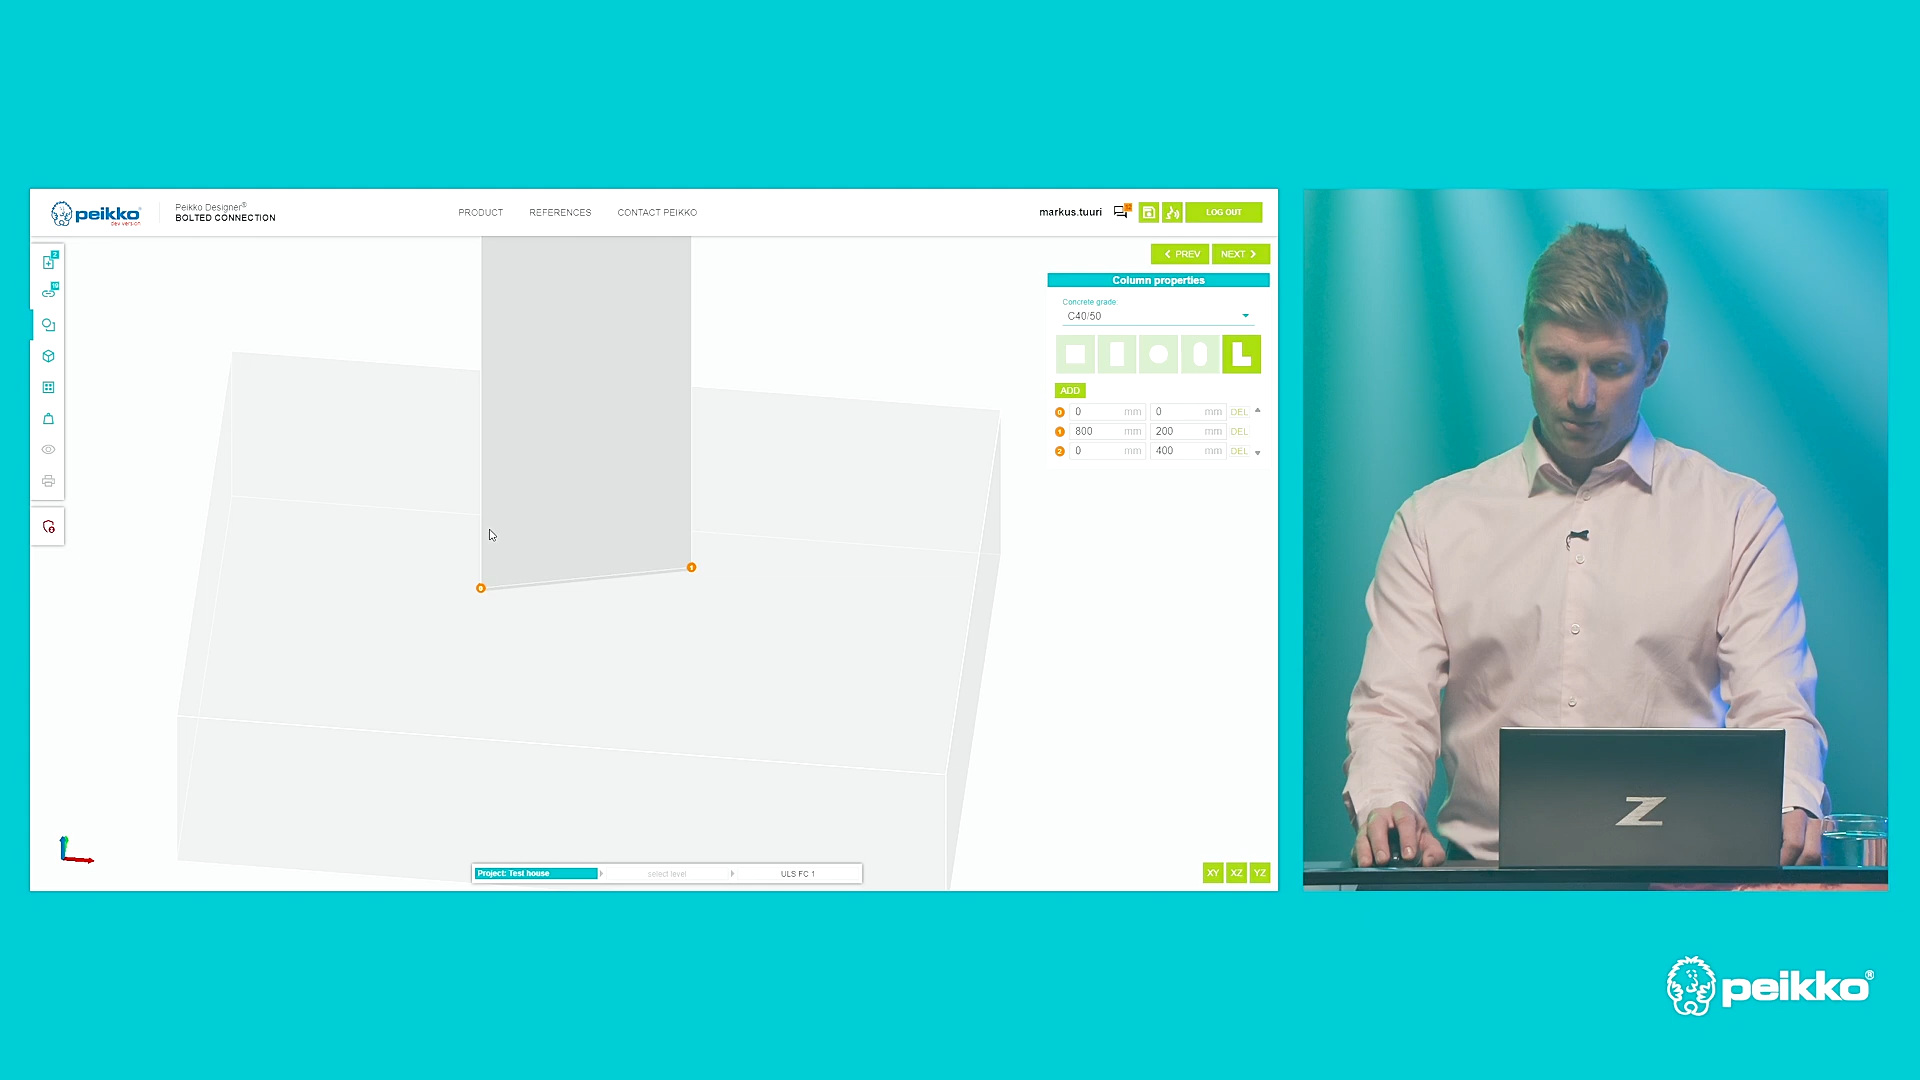 peikko
dev version
Peikko Designer®
BOLTED CONNECTION
PRODUCT
REFERENCES
CONTACT PEIKKO
markus.tuuri
LOG OUT
PREV
NEXT
Column properties
Concrete grade:
C40/50
ADD
0 0 mm 0 mm DEL
1 800 mm 200 mm DEL
2 0 mm 400 mm DEL
0
1
Project: Test house
select level
ULS FC 1
XY XZ YZ
Z
peikko®